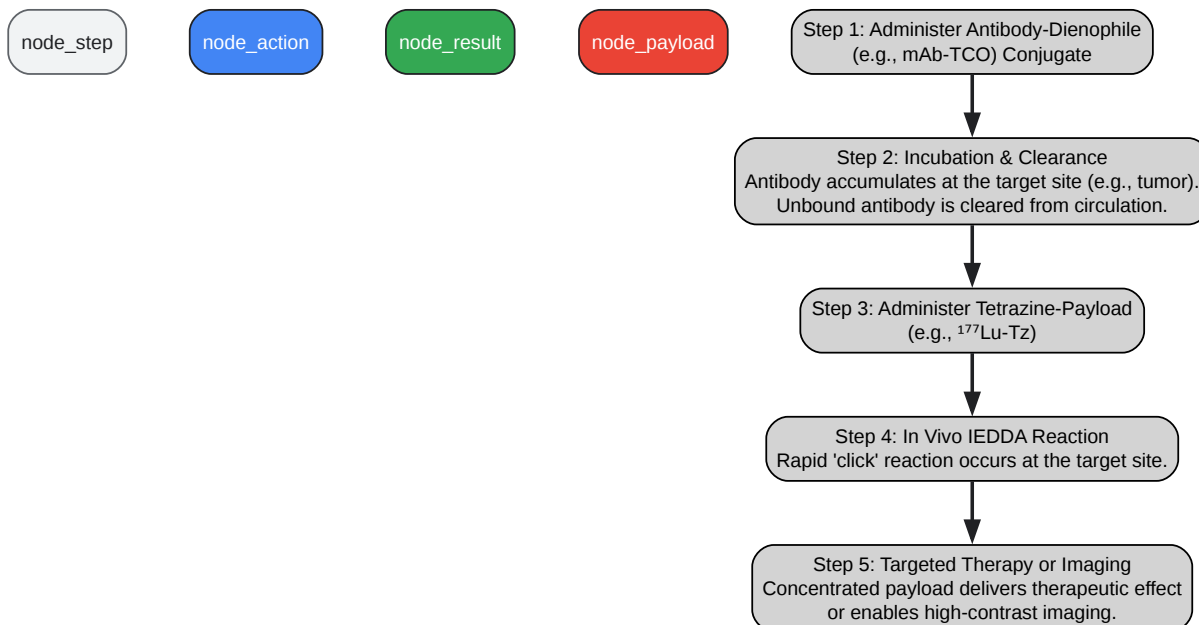 node_step
node_action
node_result
node_payload
Step 1: Administer Antibody-Dienophile
(e.g., mAb-TCO) Conjugate
Step 2: Incubation & Clearance
Antibody accumulates at the target site (e.g., tumor).
Unbound antibody is cleared from circulation.
Step 3: Administer Tetrazine-Payload
(e.g., ¹⁷⁷Lu-Tz)
Step 4: In Vivo IEDDA Reaction
Rapid 'click' reaction occurs at the target site.
Step 5: Targeted Therapy or Imaging
Concentrated payload delivers therapeutic effect
or enables high-contrast imaging.